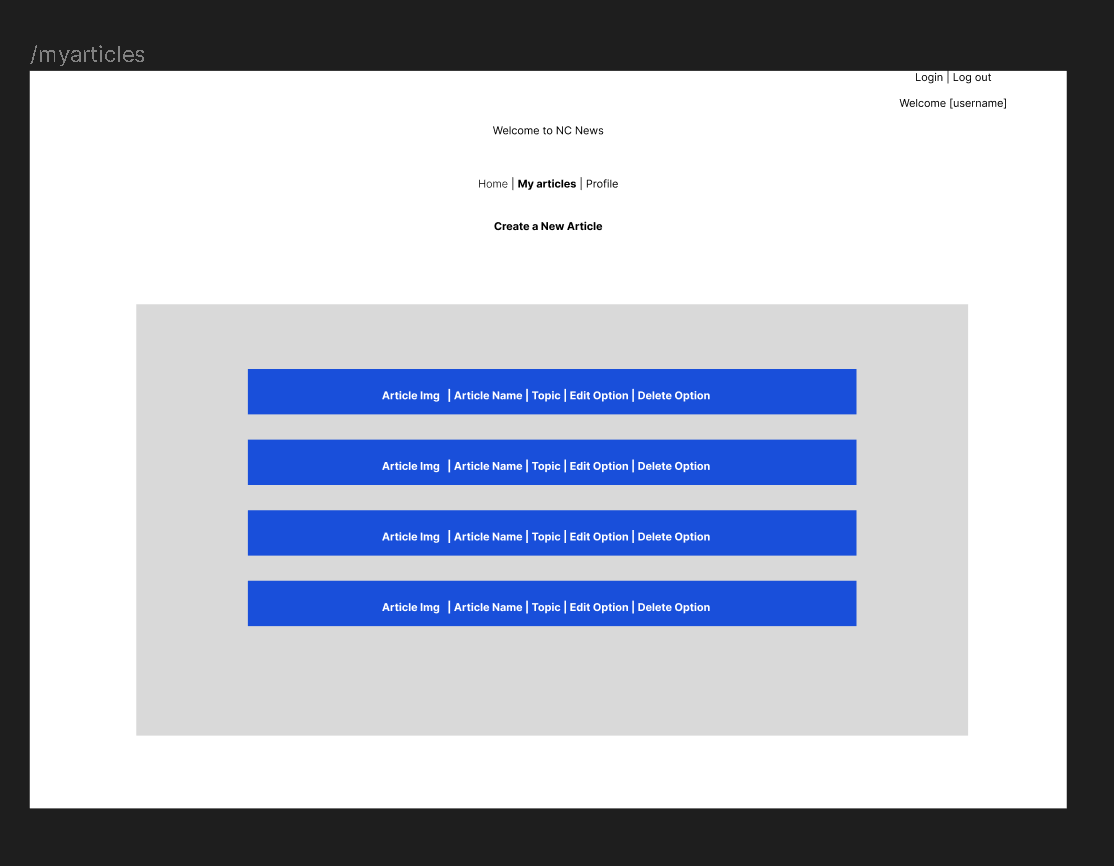 /myarticles
Login | Log out
Welcome [username]
Welcome to NC News
Home | My articles | Profile
Create a New Article
Article Img | Article Name | Topic | Edit Option | Delete Option
Article Img | Article Name | Topic | Edit Option | Delete Option
Article Img | Article Name | Topic | Edit Option | Delete Option
Article Img | Article Name | Topic | Edit Option | Delete Option